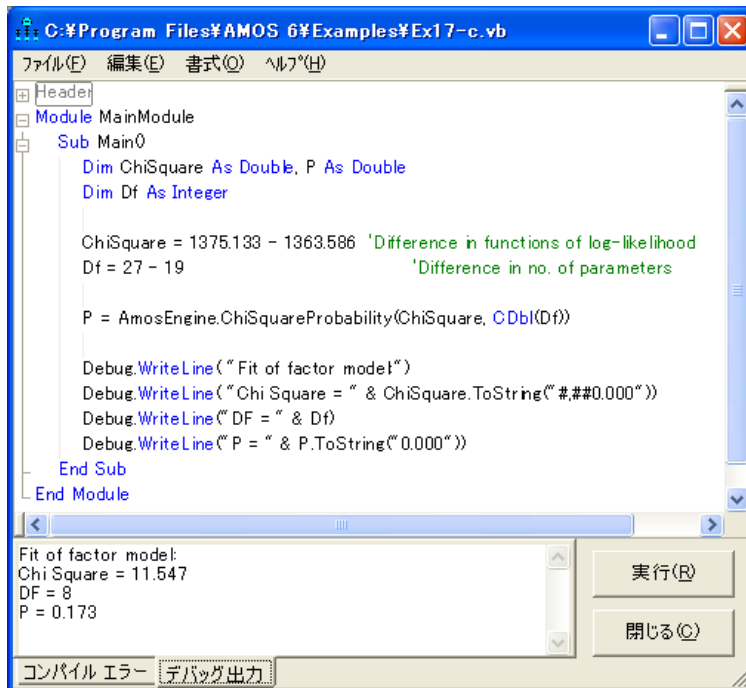 C:¥Program Files¥AMOS 6¥Examples¥Ex17-c.vb
ファイル(F) 編集(E) 書式(O) ヘルプ(H)
Header
Module MainModule
Sub Main()
Dim ChiSquare As Double, P As Double
Dim Df As Integer
ChiSquare = 1375.133 - 1363.586 'Difference in functions of log-likelihood
Df = 27 - 19 'Difference in no. of parameters
P = AmosEngine.ChiSquareProbability(ChiSquare, CDbl(Df))
Debug.WriteLine("Fit of factor model:")
Debug.WriteLine("Chi Square = " & ChiSquare.ToString("#,##0.000"))
Debug.WriteLine("DF = " & Df)
Debug.WriteLine("P = " & P.ToString("0.000"))
End Sub
End Module
Fit of factor model:
Chi Square = 11.547
DF = 8
P = 0.173
実行(R)
閉じる(C)
コンパイル エラー デバッグ出力